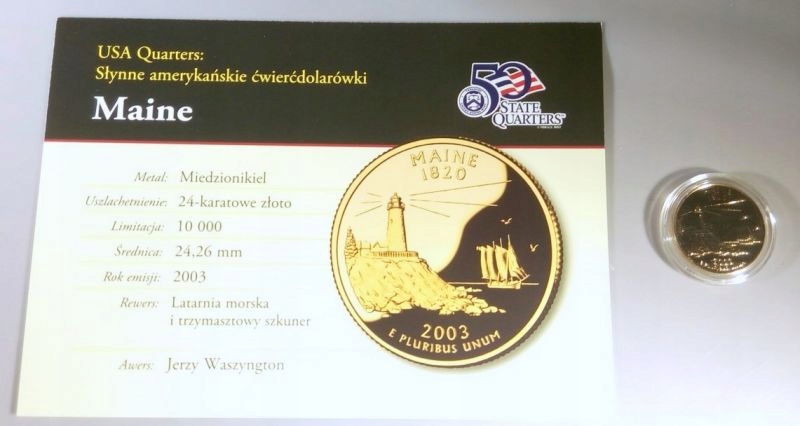 USA Quarters:
Słynne amerykańskie ćwierćdolarówki
Maine
50
STATE
QUARTERS
Metal: Miedzionikiel
Uszlachetnienie: 24-karatowe złoto
Limitacja: 10 000
Średnica: 24,26 mm
Rok emisji: 2003
Rewers: Latarnia morska
i trzymasztowy szkuner
Awers: Jerzy Waszyngton
MAINE
1820
2003
E PLURIBUS UNUM